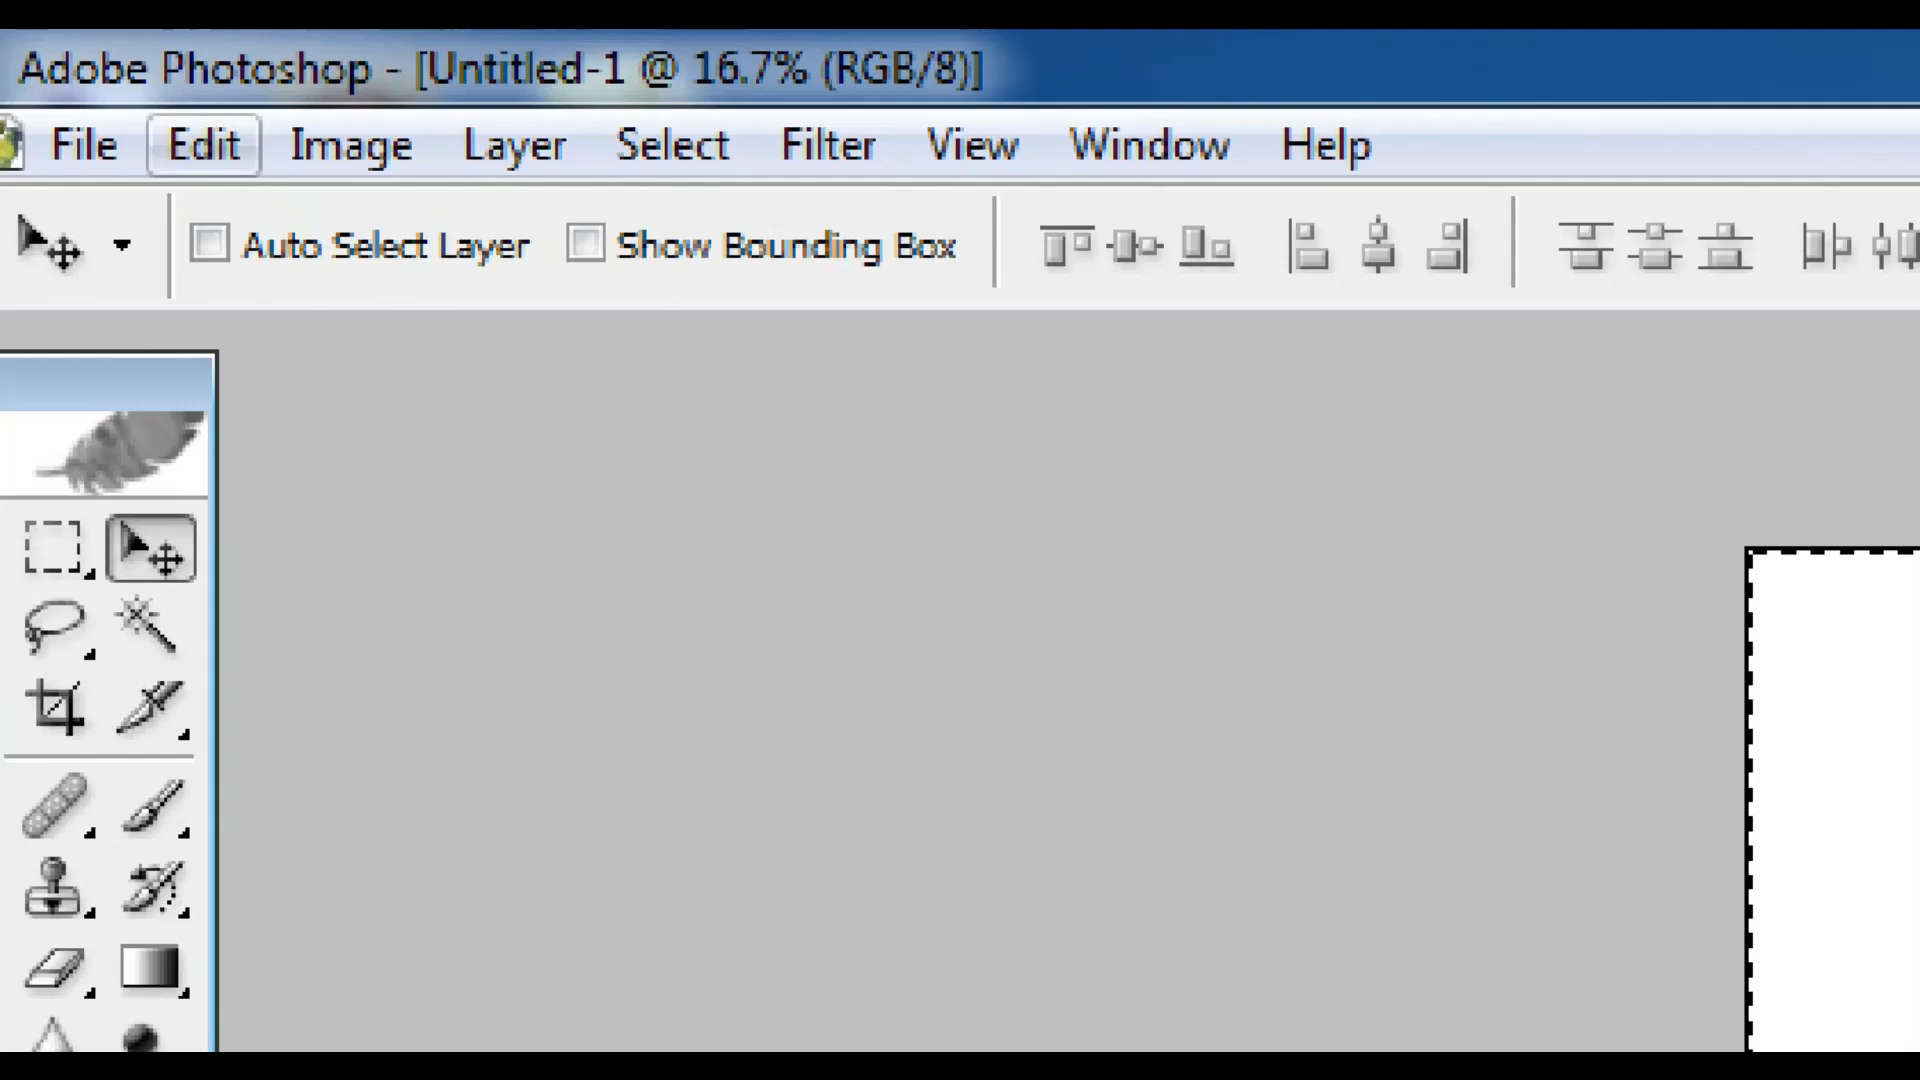 Adobe Photoshop - [Untitled-1 @ 16.7% (RGB/8)]
File Edit Image Layer Select Filter View Window Help
Auto Select Layer Show Bounding Box